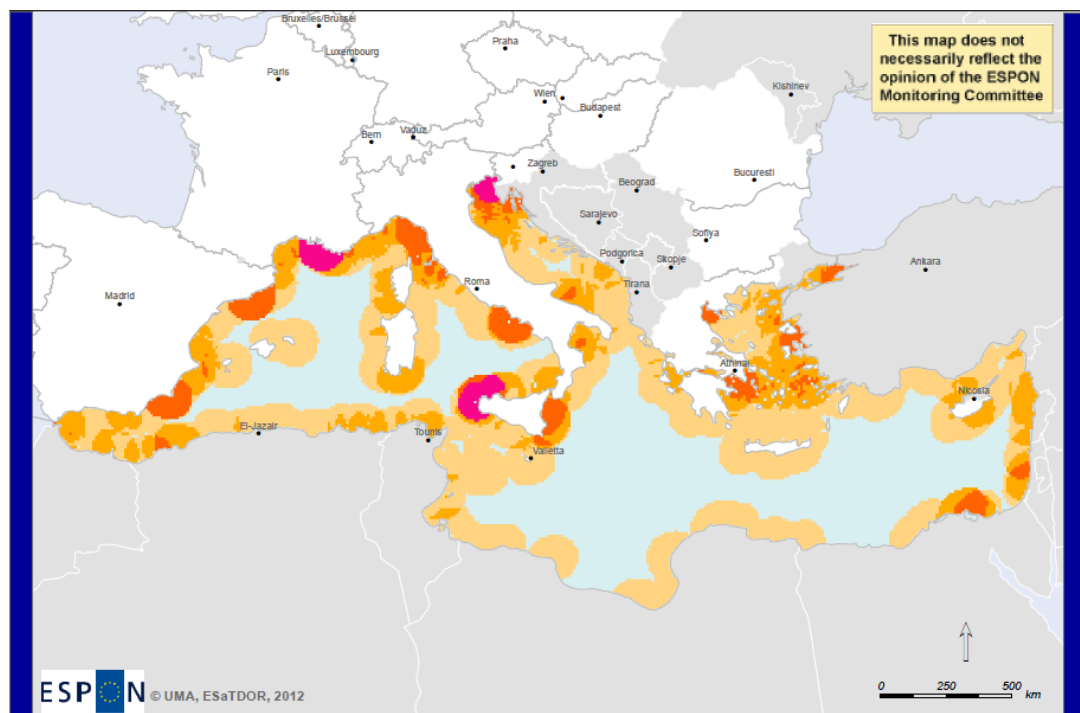 This map does not
necessarily reflect the
opinion of the ESPON
Monitoring Committee
Bruxelles/Brussel
Luxembourg
Paris
Praha
Kishinev
Wien
Budapest
Bern
Vaduz
Zagreb
Beograd
Bucuresti
Sarajevo
Sofiya
Podgorica
Skopje
Ankara
Tirana
Roma
Madrid
Athinai
Nicosia
El-Jazair
Tounis
Valletta
ESPON © UMA, ESaTDOR, 2012
0 250 500
km